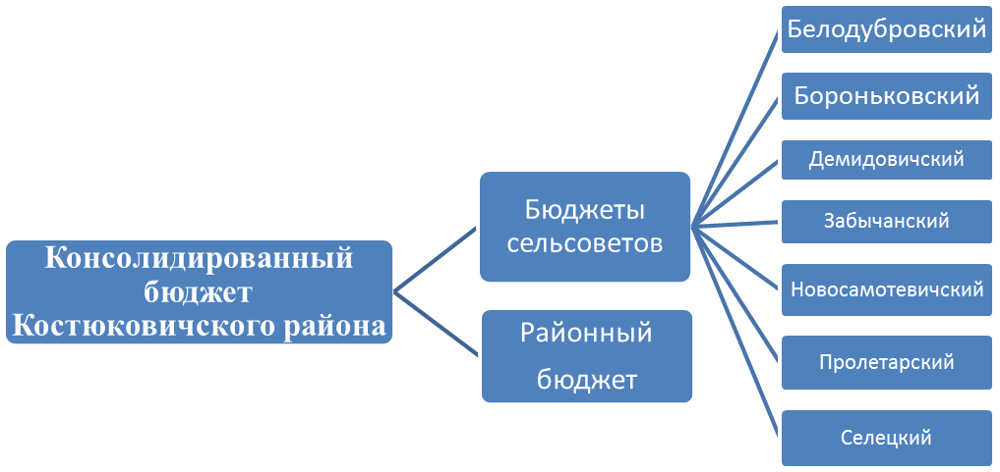 Консолидированный
бюджет
Костюковичского района
Бюджеты
сельсоветов
Районный
бюджет
Белодубровский
Бороньковский
Демидовичский
Забычанский
Новосамотевичский
Пролетарский
Селецкий